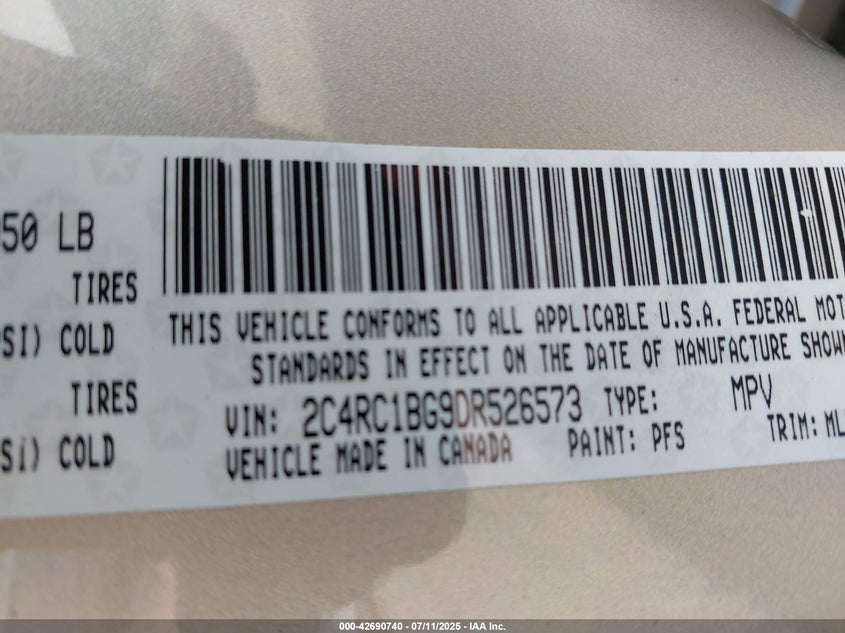 50 LB
TIRES
SI) COLD
TIRES
Si) COLD
THIS VEHICLE CONFORMS TO ALL APPLICABLE U.S.A. FEDERAL MOT
STANDARDS IN EFFECT ON THE DATE OF MANUFACTURE SHOWN
VIN: 2C4RC1BG9DR526573 TYPE: MPV
VEHICLE MADE IN CANADA PAINT: PFS TRIM: ML
000-42690740 - 07/11/2025 - IAA Inc.